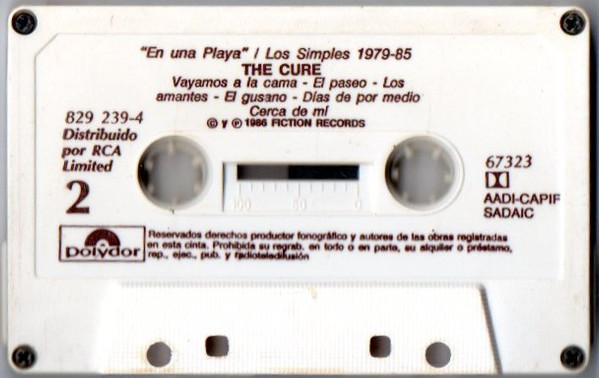 "En una Playa" / Los Simples 1979-85
THE CURE
Vayamos a la cama - El paseo - Los
amantes - El gusano - Días de por medio
Cerca de mí
© y ℗ 1986 FICTION RECORDS
829 239-4
Distribuido
por RCA
Limited
2
100 50 0
67323
AADI-CAPIF
SADAIC
polydor
Reservados derechos productor fonográfico y autores de las obras registradas
en esta cinta. Prohibida su regrab. en todo o en parte, su alquiler o préstamo,
rep., ejec., pub. y radioteledifusión